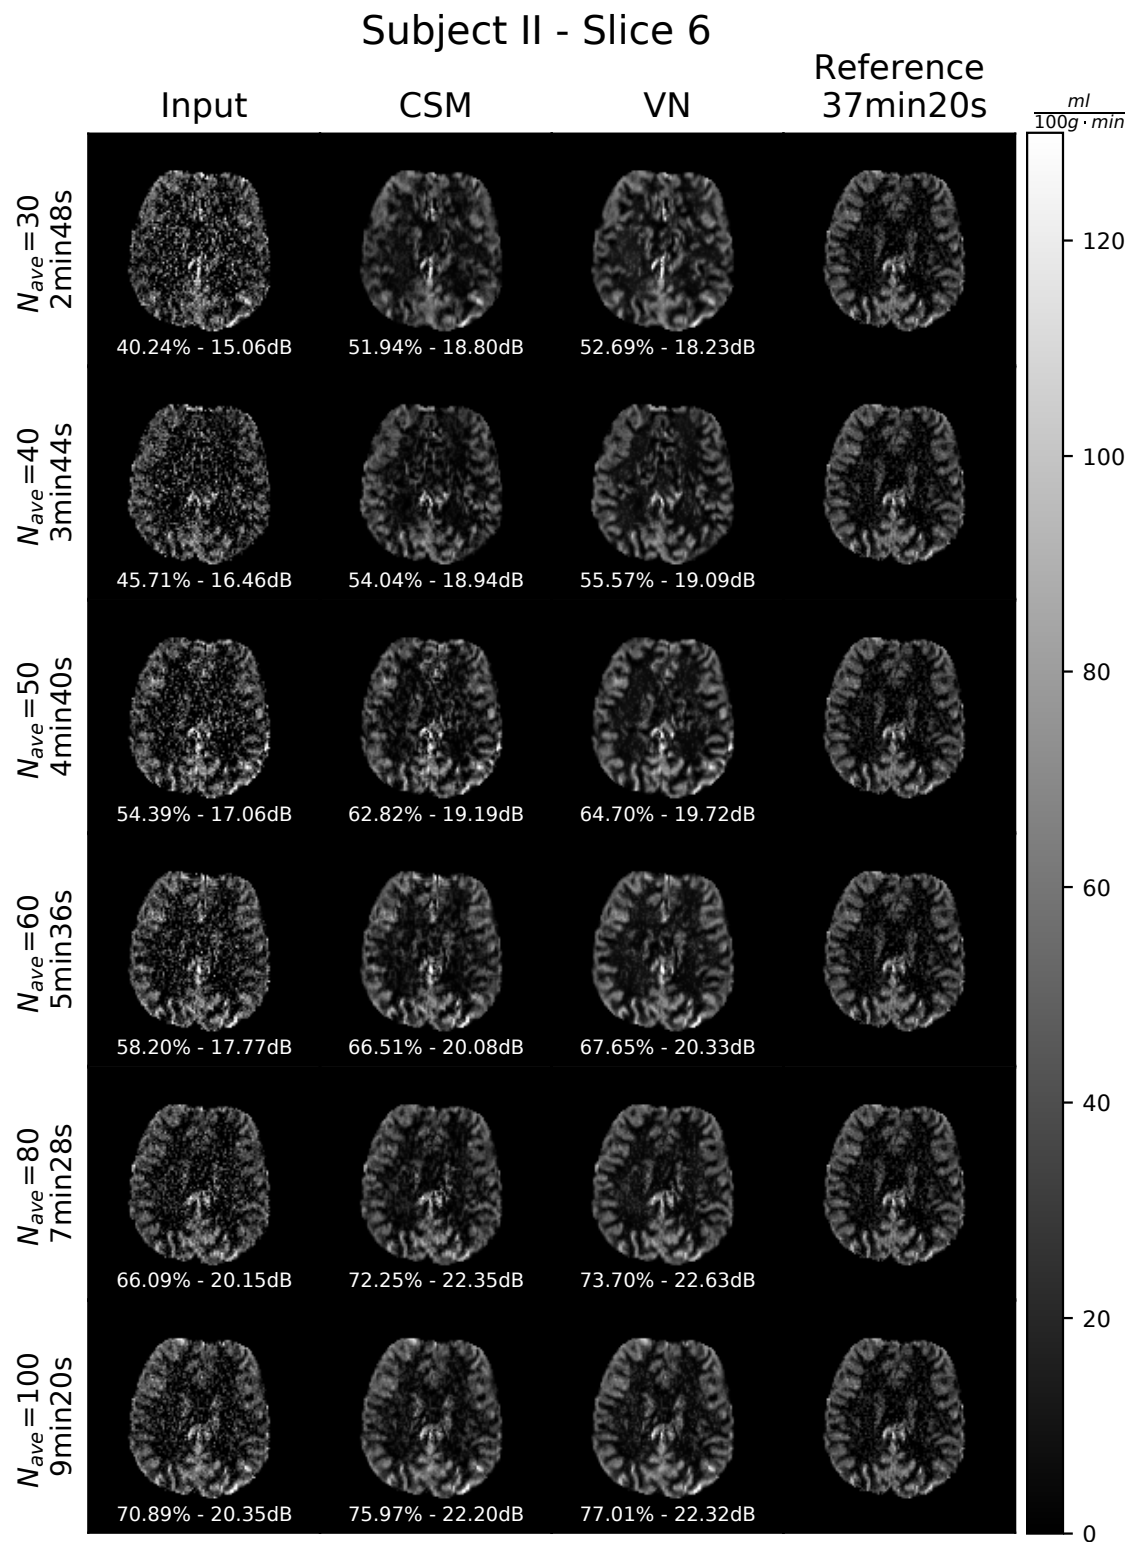 Subject II - Slice 6
Input
CSM
VN
Reference
37min20s
ml
100g · min
N_ave=30
2min48s
40.24% - 15.06dB
51.94% - 18.80dB
52.69% - 18.23dB
N_ave=40
3min44s
45.71% - 16.46dB
54.04% - 18.94dB
55.57% - 19.09dB
N_ave=50
4min40s
54.39% - 17.06dB
62.82% - 19.19dB
64.70% - 19.72dB
N_ave=60
5min36s
58.20% - 17.77dB
66.51% - 20.08dB
67.65% - 20.33dB
N_ave=80
7min28s
66.09% - 20.15dB
72.25% - 22.35dB
73.70% - 22.63dB
N_ave=100
9min20s
70.89% - 20.35dB
75.97% - 22.20dB
77.01% - 22.32dB
120
100
80
60
40
20
0